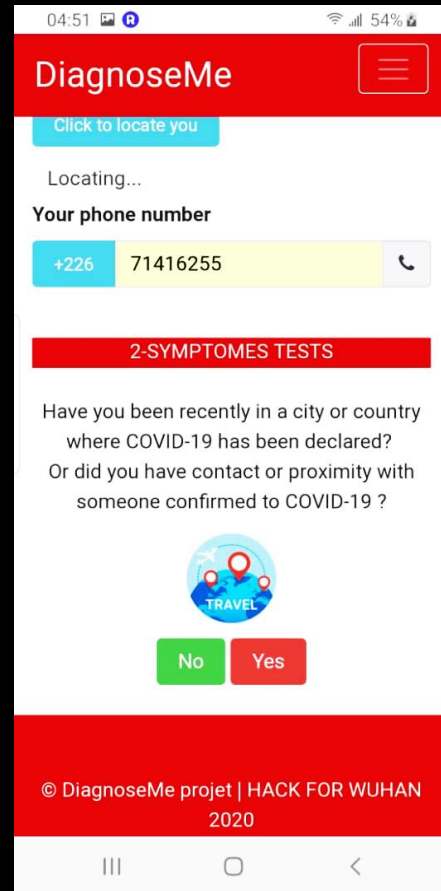 04:51 R 54%
DiagnoseMe
Click to locate you
Locating...
Your phone number
+226 71416255
2-SYMPTOMES TESTS
Have you been recently in a city or country
where COVID-19 has been declared?
Or did you have contact or proximity with
someone confirmed to COVID-19 ?
TRAVEL
No Yes
© DiagnoseMe projet | HACK FOR WUHAN
2020